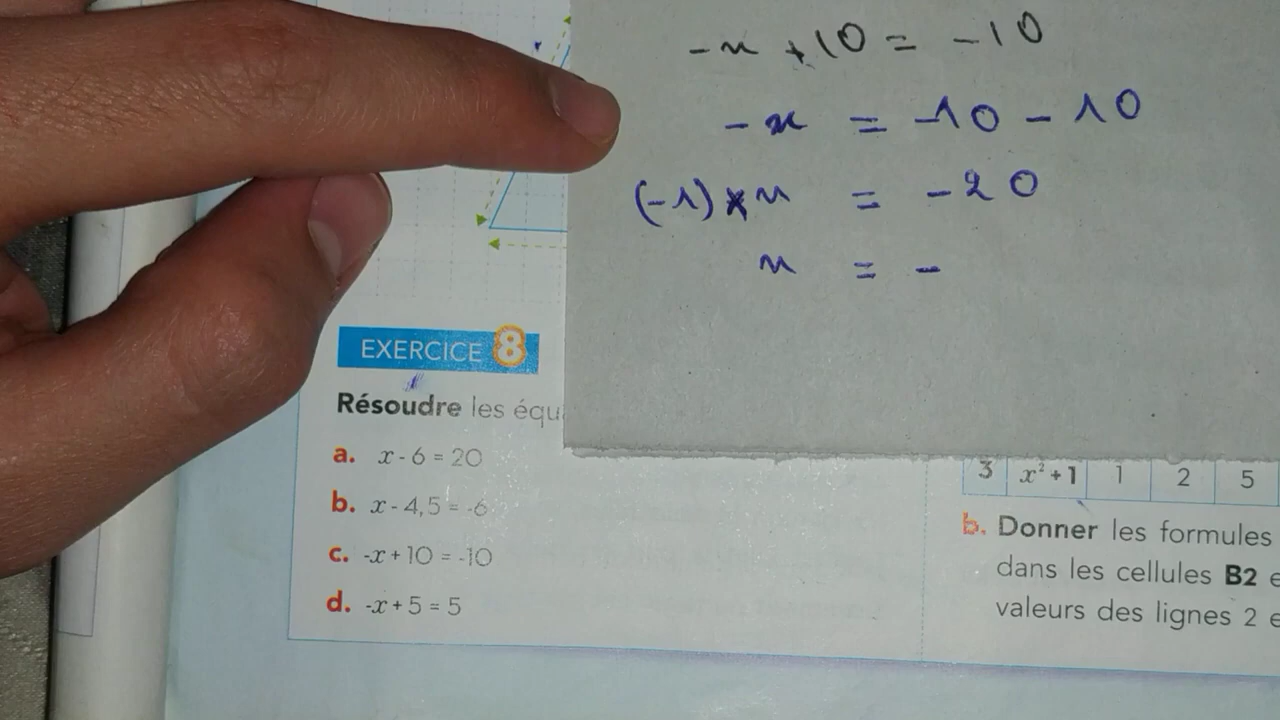 -x + 10 = -10
-x = -10 - 10
(-1) × x = -20
x = -
EXERCICE 8
Résoudre les équ
a. x - 6 = 20
b. x - 4,5 = -6
c. -x + 10 = -10
d. -x + 5 = 5
3 x² + 1 1 2 5
b. Donner les formules
dans les cellules B2 e
valeurs des lignes 2 e